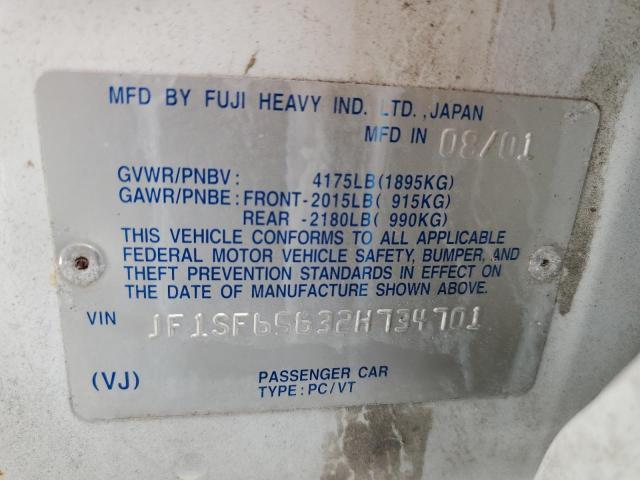 MFD BY FUJI HEAVY IND. LTD., JAPAN
MFD IN 08/01
GVWR/PNBV: 4175LB(1895KG)
GAWR/PNBE: FRONT-2015LB( 915KG)
REAR -2180LB( 990KG)
THIS VEHICLE CONFORMS TO ALL APPLICABLE
FEDERAL MOTOR VEHICLE SAFETY, BUMPER, AND
THEFT PREVENTION STANDARDS IN EFFECT ON
THE DATE OF MANUFACTURE SHOWN ABOVE.
VIN JF1SF65632H734701
(VJ) PASSENGER CAR
TYPE: PC/VT